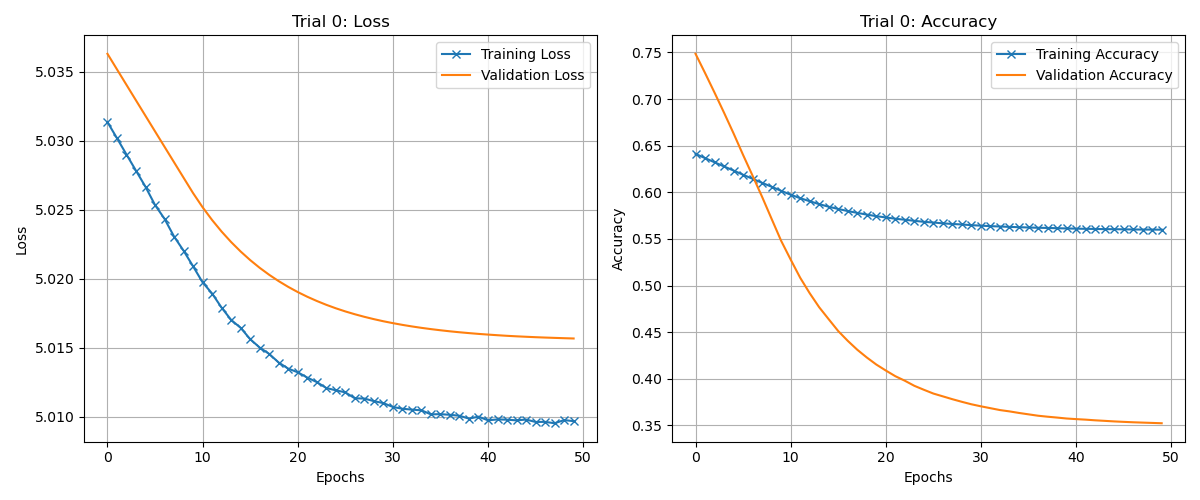 Trial 0: Loss
Training Loss
Validation Loss
5.035
5.030
5.025
5.020
5.015
5.010
Loss
0 10 20 30 40 50
Epochs
Trial 0: Accuracy
Training Accuracy
Validation Accuracy
0.75
0.70
0.65
0.60
0.55
0.50
0.45
0.40
0.35
Accuracy
0 10 20 30 40 50
Epochs